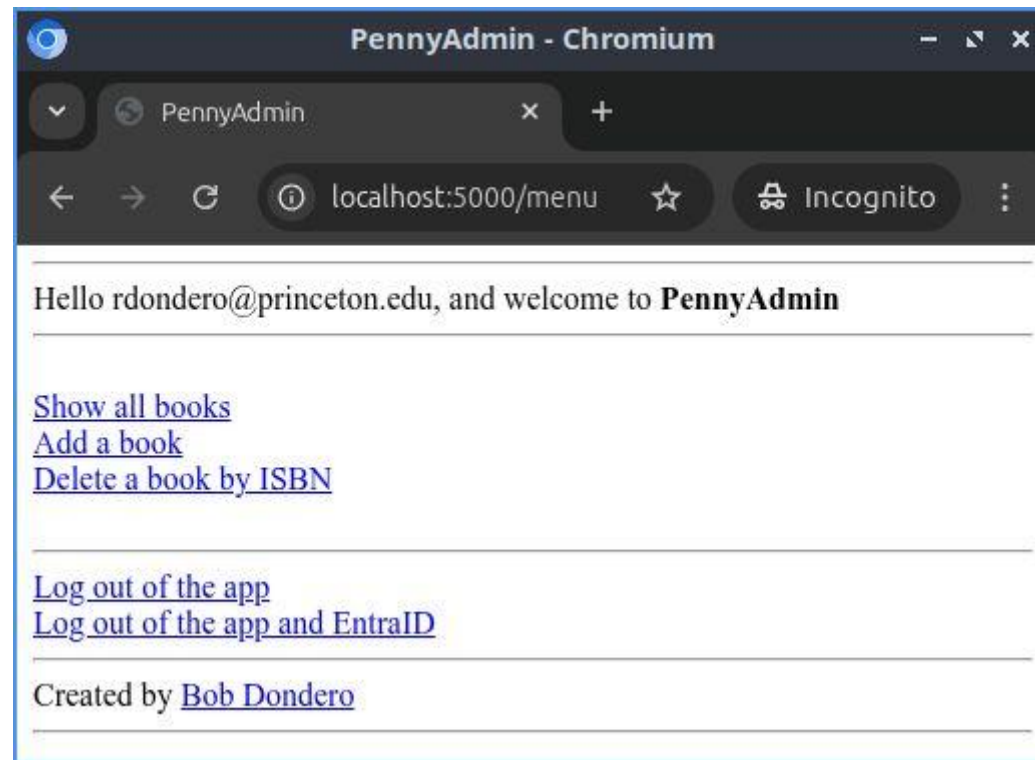 PennyAdmin - Chromium
PennyAdmin
localhost:5000/menu
Incognito
Hello rdondero@princeton.edu, and welcome to PennyAdmin
Show all books
Add a book
Delete a book by ISBN
Log out of the app
Log out of the app and EntraID
Created by Bob Dondero